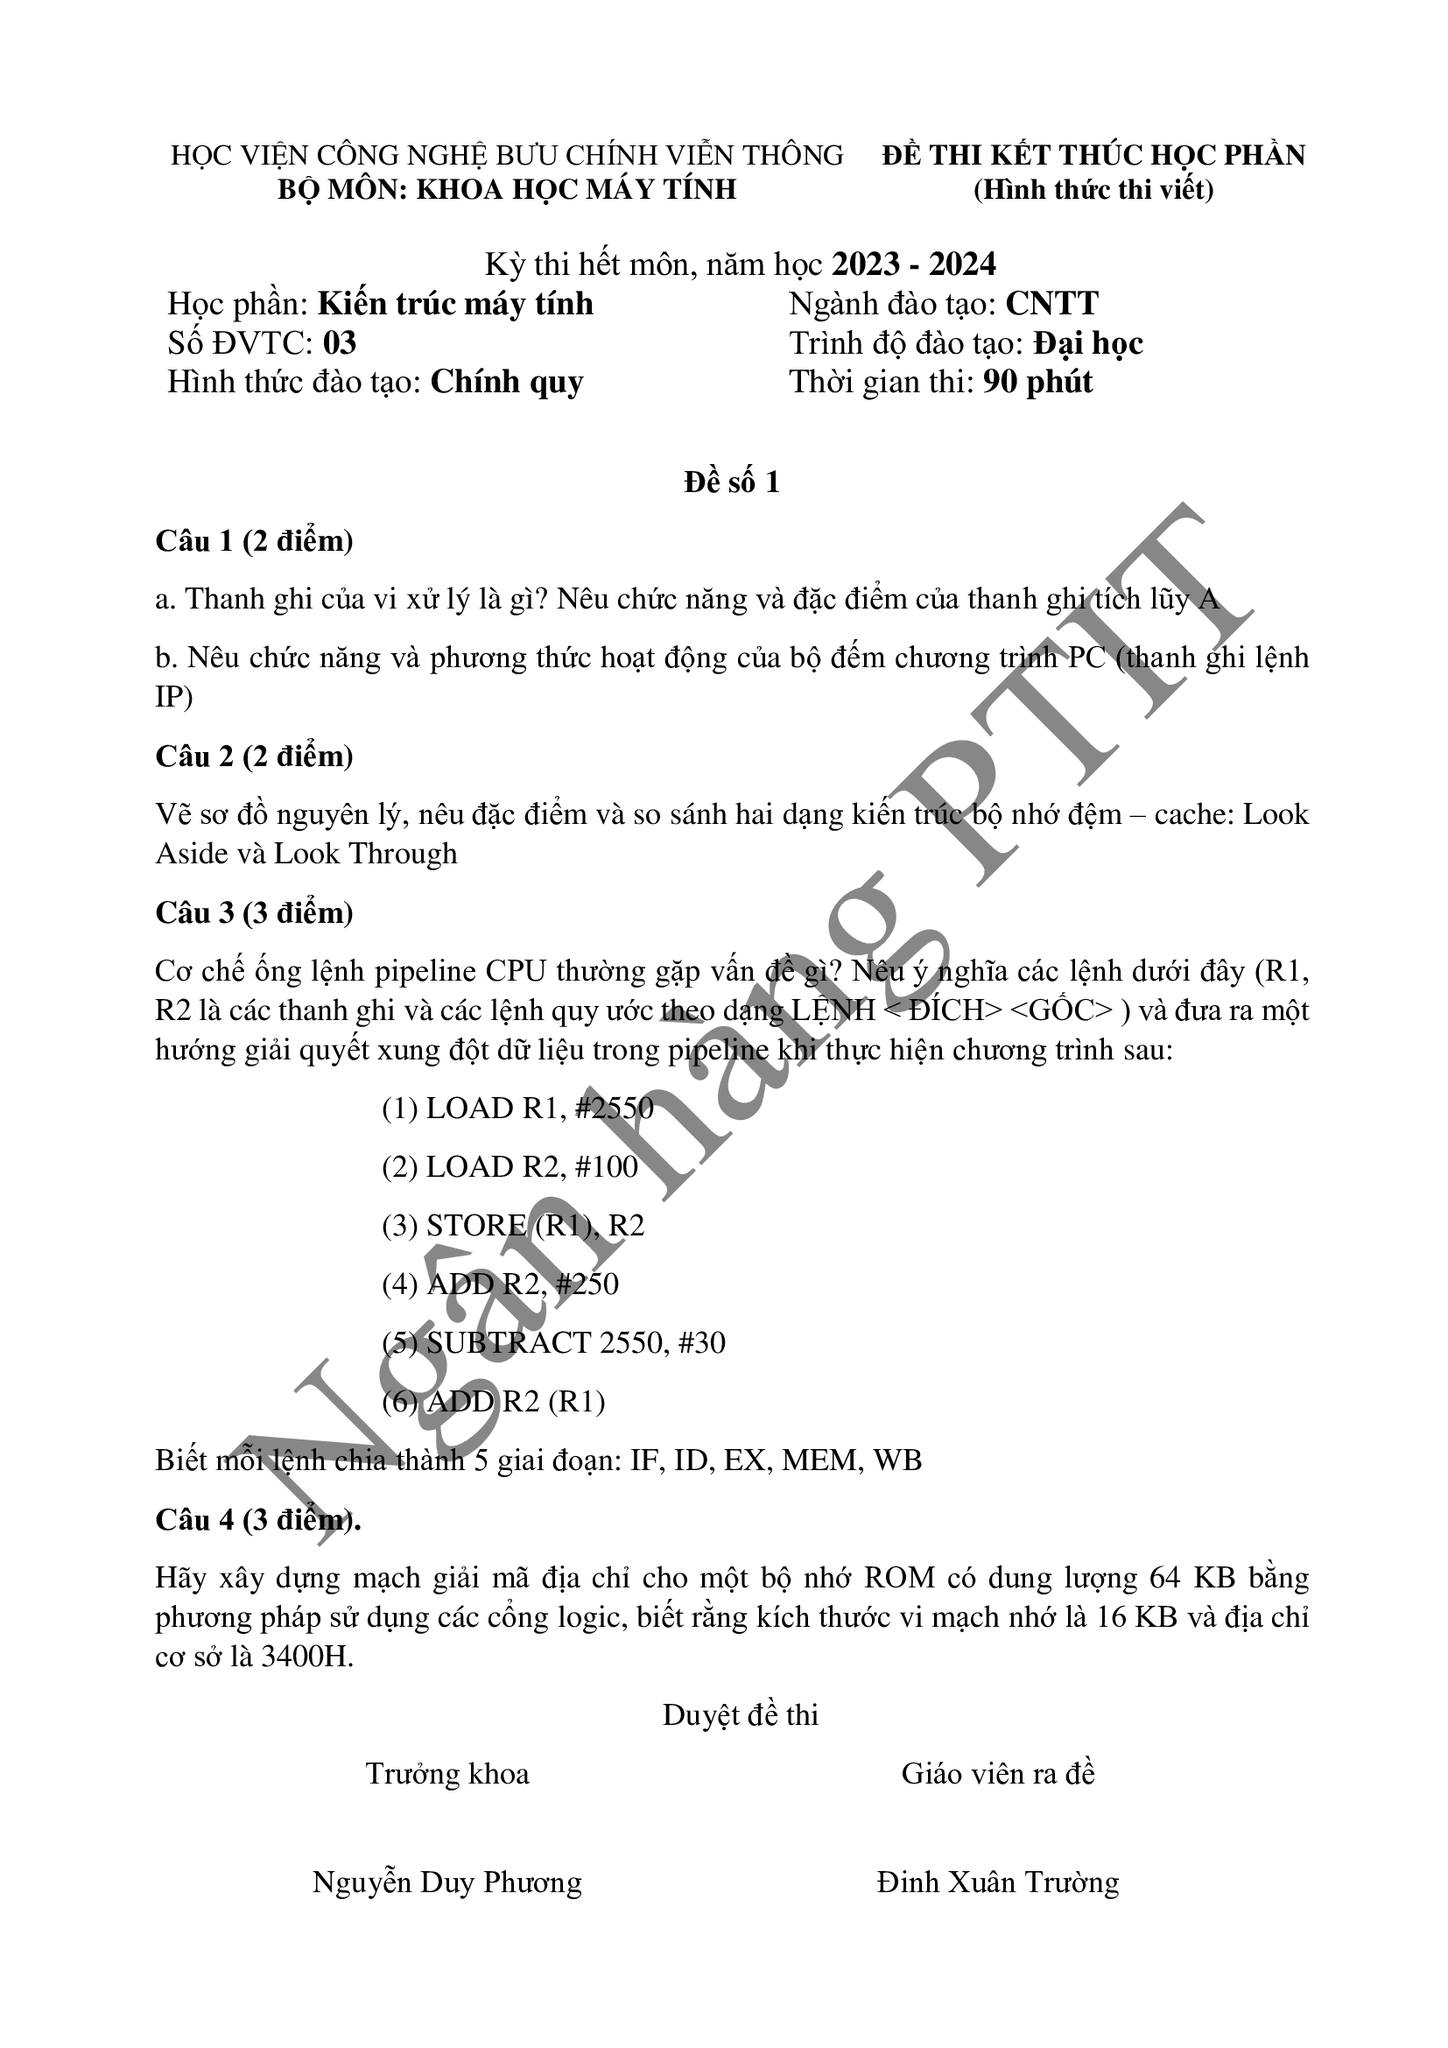 HỌC VIỆN CÔNG NGHỆ BƯU CHÍNH VIỄN THÔNG ĐỀ THI KẾT THÚC HỌC PHẦN
BỘ MÔN: KHOA HỌC MÁY TÍNH (Hình thức thi viết)
Kỳ thi hết môn, năm học 2023 - 2024
Học phần: Kiến trúc máy tính Ngành đào tạo: CNTT
Số ĐVTC: 03 Trình độ đào tạo: Đại học
Hình thức đào tạo: Chính quy Thời gian thi: 90 phút
Đề số 1
Câu 1 (2 điểm)
a. Thanh ghi của vi xử lý là gì? Nêu chức năng và đặc điểm của thanh ghi tích lũy A
b. Nêu chức năng và phương thức hoạt động của bộ đếm chương trình PC (thanh ghi lệnh
IP)
Câu 2 (2 điểm)
Vẽ sơ đồ nguyên lý, nêu đặc điểm và so sánh hai dạng kiến trúc bộ nhớ đệm – cache: Look
Aside và Look Through
Câu 3 (3 điểm)
Cơ chế ống lệnh pipeline CPU thường gặp vấn đề gì? Nêu ý nghĩa các lệnh dưới đây (R1,
R2 là các thanh ghi và các lệnh quy ước theo dạng LỆNH < ĐÍCH> <GỐC> ) và đưa ra một
hướng giải quyết xung đột dữ liệu trong pipeline khi thực hiện chương trình sau:
(1) LOAD R1, #2550
(2) LOAD R2, #100
(3) STORE (R1), R2
(4) ADD R2, #250
(5) SUBTRACT 2550, #30
(6) ADD R2 (R1)
Biết mỗi lệnh chia thành 5 giai đoạn: IF, ID, EX, MEM, WB
Câu 4 (3 điểm).
Hãy xây dựng mạch giải mã địa chỉ cho một bộ nhớ ROM có dung lượng 64 KB bằng
phương pháp sử dụng các cổng logic, biết rằng kích thước vi mạch nhớ là 16 KB và địa chỉ
cơ sở là 3400H.
Duyệt đề thi
Trưởng khoa Giáo viên ra đề
Nguyễn Duy Phương Đinh Xuân Trường
Ngân hàng PTIT